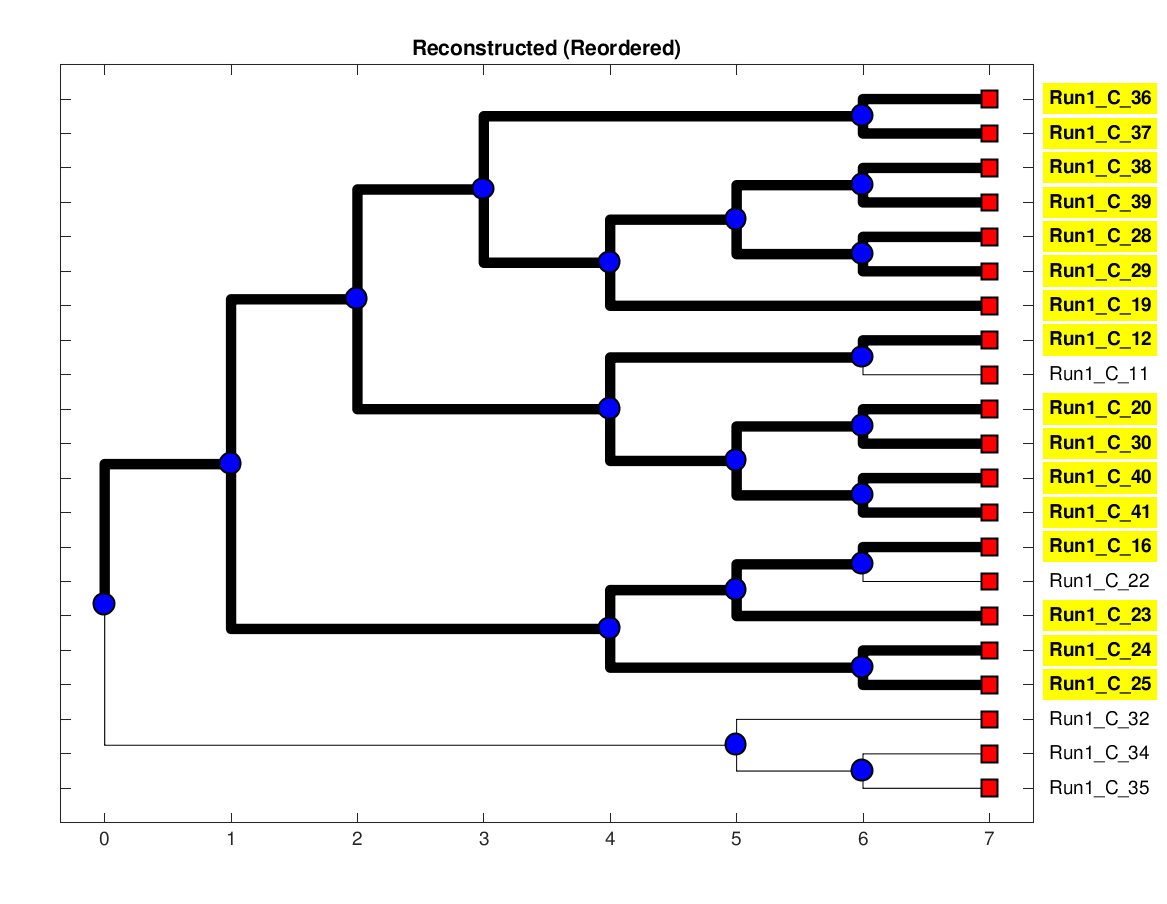 Reconstructed (Reordered)
Run1_C_36
Run1_C_37
Run1_C_38
Run1_C_39
Run1_C_28
Run1_C_29
Run1_C_19
Run1_C_12
Run1_C_11
Run1_C_20
Run1_C_30
Run1_C_40
Run1_C_41
Run1_C_16
Run1_C_22
Run1_C_23
Run1_C_24
Run1_C_25
Run1_C_32
Run1_C_34
Run1_C_35
0 1 2 3 4 5 6 7